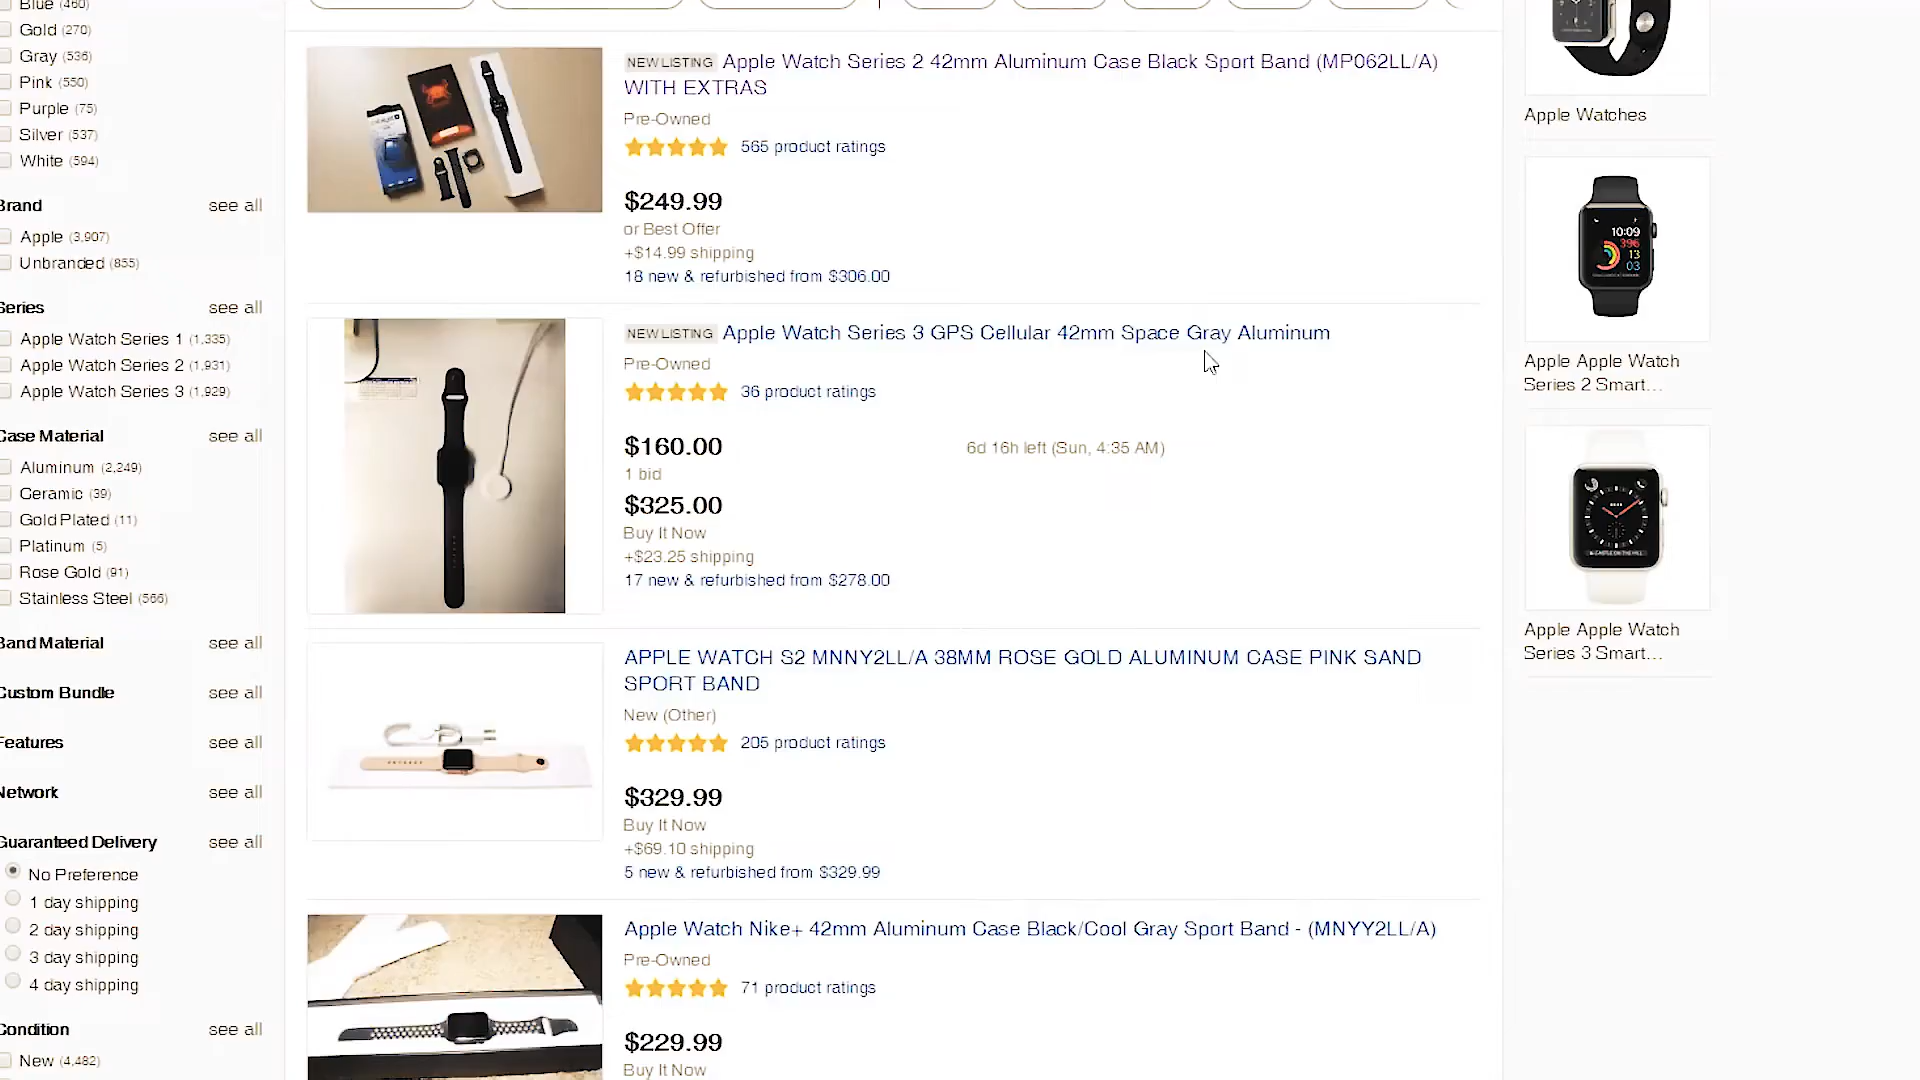 Blue (460)
Gold (270)
Gray (536)
Pink (550)
Purple (75)
Silver (537)
White (594)
Brand see all
Apple (3,907)
Unbranded (855)
Series see all
Apple Watch Series 1 (1,335)
Apple Watch Series 2 (1,931)
Apple Watch Series 3 (1,929)
Case Material see all
Aluminum (2,249)
Ceramic (39)
Gold Plated (11)
Platinum (5)
Rose Gold (91)
Stainless Steel (566)
Band Material see all
Custom Bundle see all
Features see all
Network see all
Guaranteed Delivery see all
No Preference
1 day shipping
2 day shipping
3 day shipping
4 day shipping
Condition see all
New (4,482)
NEW LISTING Apple Watch Series 2 42mm Aluminum Case Black Sport Band (MP062LL/A)
WITH EXTRAS
Pre-Owned
565 product ratings
$249.99
or Best Offer
+$14.99 shipping
18 new & refurbished from $306.00
NEW LISTING Apple Watch Series 3 GPS Cellular 42mm Space Gray Aluminum
Pre-Owned
36 product ratings
$160.00 6d 16h left (Sun, 4:35 AM)
1 bid
$325.00
Buy It Now
+$23.25 shipping
17 new & refurbished from $278.00
APPLE WATCH S2 MNNY2LL/A 38MM ROSE GOLD ALUMINUM CASE PINK SAND
SPORT BAND
New (Other)
205 product ratings
$329.99
Buy It Now
+$69.10 shipping
5 new & refurbished from $329.99
Apple Watch Nike+ 42mm Aluminum Case Black/Cool Gray Sport Band - (MNYY2LL/A)
Pre-Owned
71 product ratings
$229.99
Buy It Now
Apple Watches
10:09
396
13
03
Apple Apple Watch
Series 2 Smart...
Apple Apple Watch
Series 3 Smart...